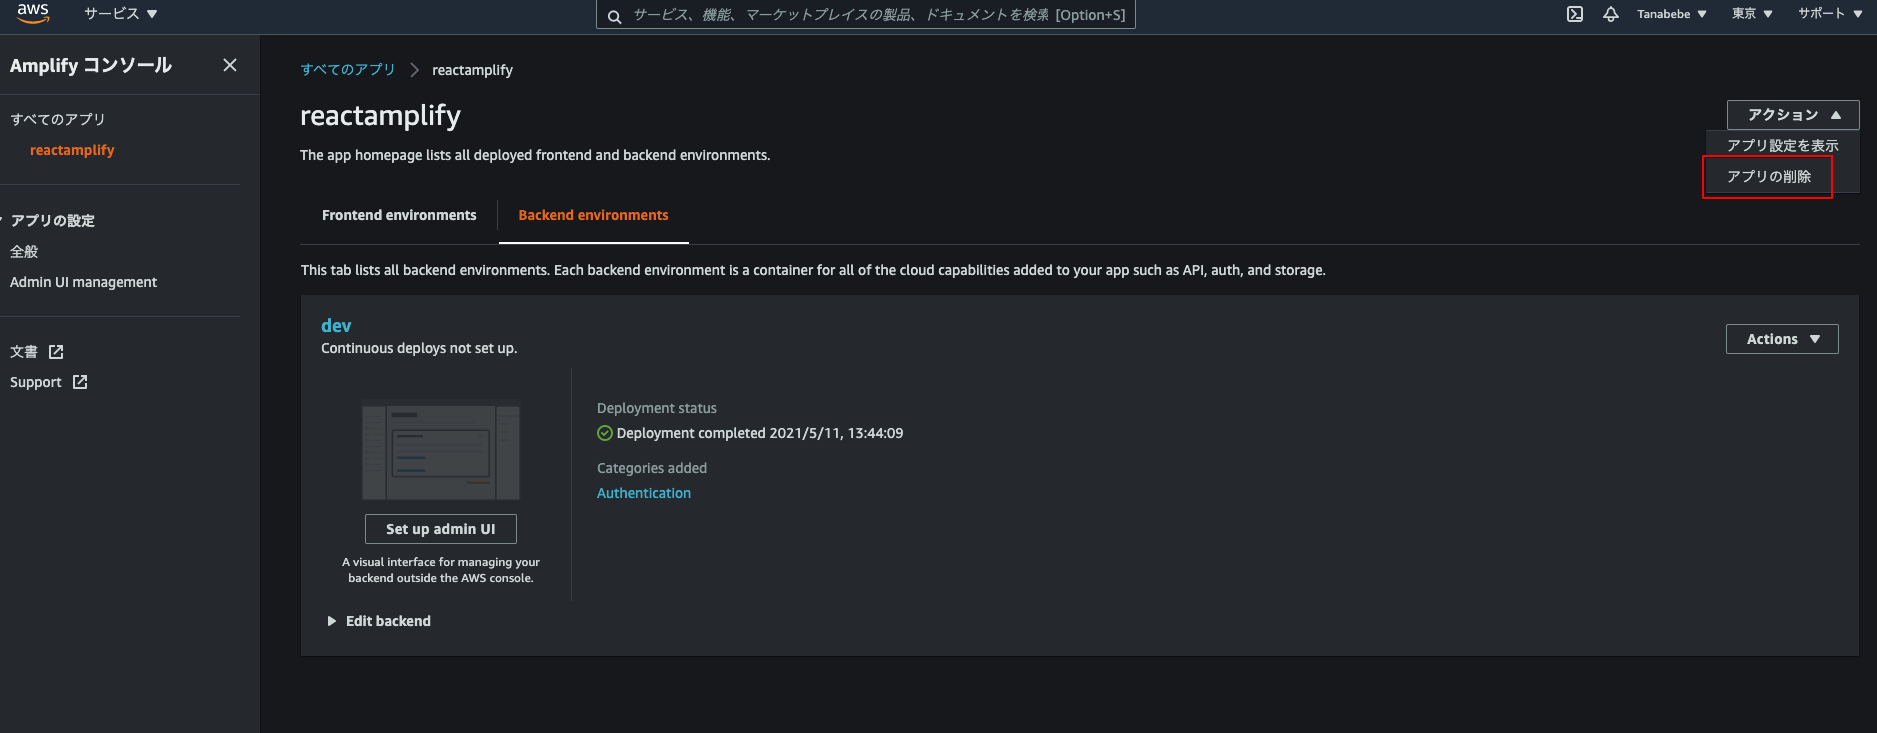 aws
サービス
サービス、機能、マーケットプレイスの製品、ドキュメントを検索 [Option+S]
Tanabebe
東京
サポート
Amplify コンソール
すべてのアプリ
reactamplify
アプリの設定
全般
Admin UI management
文書
Support
すべてのアプリ
reactamplify
reactamplify
The app homepage lists all deployed frontend and backend environments.
アクション
アプリ設定を表示
アプリの削除
Frontend environments
Backend environments
This tab lists all backend environments. Each backend environment is a container for all of the cloud capabilities added to your app such as API, auth, and storage.
dev
Continuous deploys not set up.
Actions
Set up admin UI
A visual interface for managing your
backend outside the AWS console.
Deployment status
Deployment completed 2021/5/11, 13:44:09
Categories added
Authentication
Edit backend